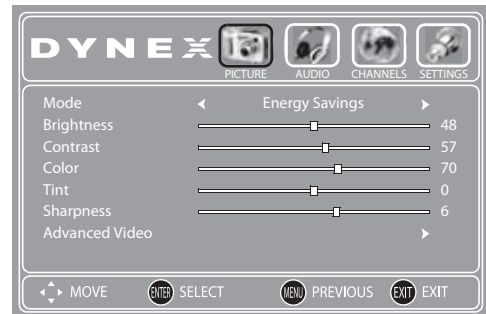 DYNEX
PICTURE AUDIO CHANNELS SETTINGS
Mode Energy Savings
Brightness 48
Contrast 57
Color 70
Tint 0
Sharpness 6
Advanced Video
MOVE ENTER SELECT MENU PREVIOUS EXIT EXIT